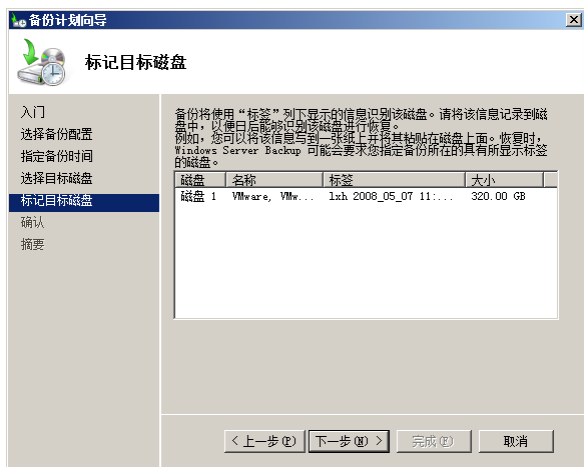 备份计划向导
标记目标磁盘
入门
选择备份配置
指定备份时间
选择目标磁盘
标记目标磁盘
确认
摘要
备份将使用“标签”列下显示的信息识别该磁盘。请将该信息记录到磁
盘中，以便日后能够识别该磁盘进行恢复。
例如，您可以将该信息写到一张纸上并将其粘贴在磁盘上面。恢复时，
Windows Server Backup 可能会要求您指定备份所在的具有所显示标签
的磁盘。
磁盘 名称 标签 大小
磁盘 1 VMware, VMw... lxh 2008_05_07 11:... 320.00 GB
< 上一步(P) 下一步(N) > 完成(F) 取消